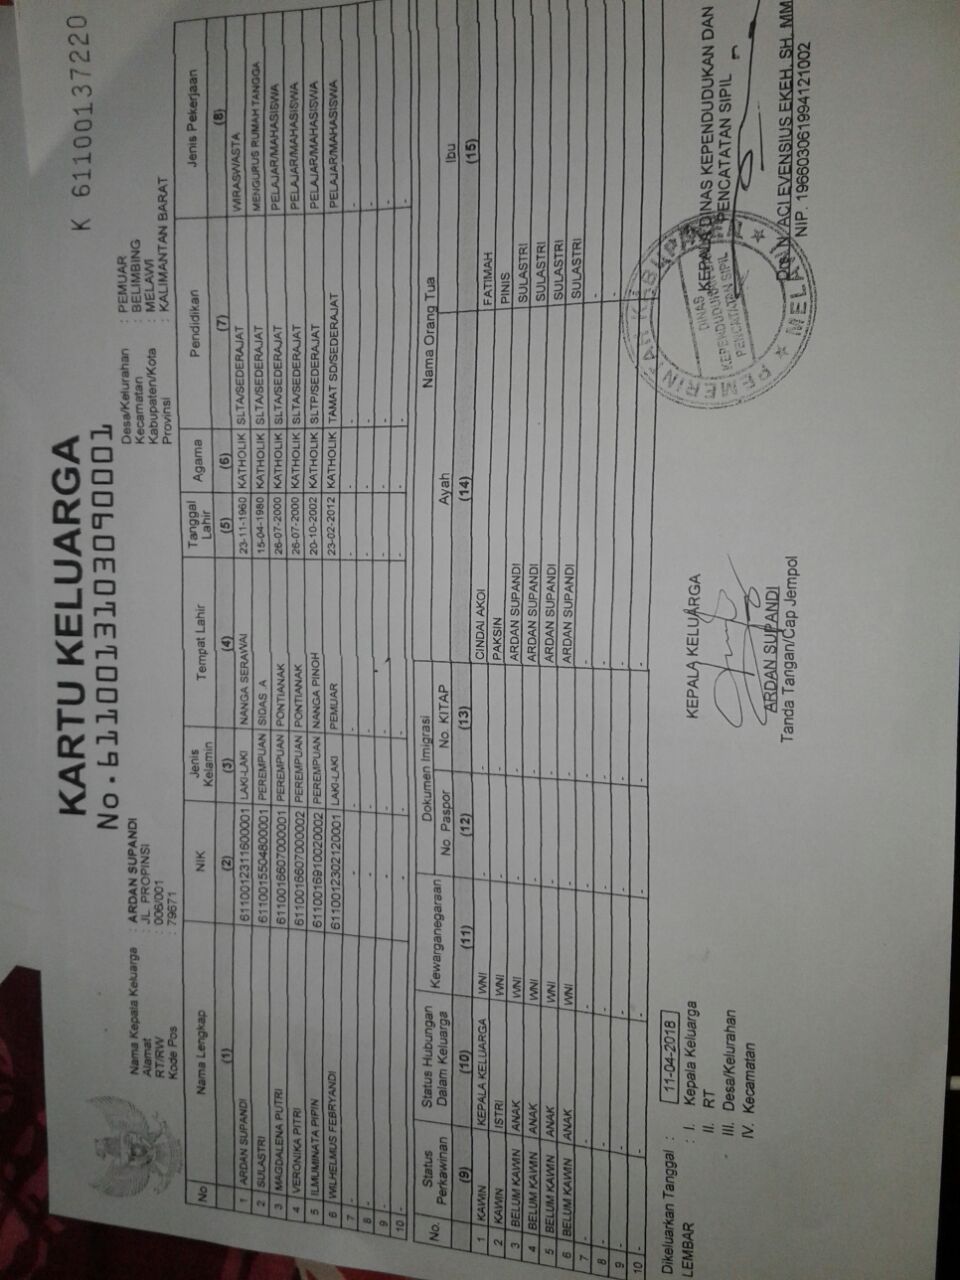 K 61100137220
KARTU KELUARGA
No. 6110013103090001
Nama Kepala Keluarga : ARDAN SUPANDI
Alamat : JL. PROPINSI
RT/RW : 006/001
Kode Pos : 79671
Desa/Kelurahan : PEMUAR
Kecamatan : BELIMBING
Kabupaten/Kota : MELAWI
Provinsi : KALIMANTAN BARAT
No Nama Lengkap NIK Jenis Kelamin Tempat Lahir Tanggal Lahir Agama Pendidikan Jenis Pekerjaan
(1) (2) (3) (4) (5) (6) (7) (8)
1 ARDAN SUPANDI 6110012311600001 LAKI-LAKI NANGA SERAWAI 23-11-1960 KATHOLIK SLTA/SEDERAJAT WIRASWASTA
2 SULASTRI 6110015504800001 PEREMPUAN SIDAS A 15-04-1980 KATHOLIK SLTA/SEDERAJAT MENGURUS RUMAH TANGGA
3 MAGDALENA PUTRI 6110016607000001 PEREMPUAN PONTIANAK 26-07-2000 KATHOLIK SLTA/SEDERAJAT PELAJAR/MAHASISWA
4 VERONIKA PITRI 6110016607000002 PEREMPUAN PONTIANAK 26-07-2000 KATHOLIK SLTA/SEDERAJAT PELAJAR/MAHASISWA
5 ILMUMINATA PIPIN 6110016910020002 PEREMPUAN NANGA PINOH 20-10-2002 KATHOLIK SLTP/SEDERAJAT PELAJAR/MAHASISWA
6 WILHELMUS FEBRYANDI 6110012302120001 LAKI-LAKI PEMUAR 23-02-2012 KATHOLIK TAMAT SD/SEDERAJAT PELAJAR/MAHASISWA
7 - - - - - - - -
8 - - - - - - - -
9 - - - - - - - -
10 - - - - - - - -
No. Status Perkawinan Status Hubungan Dalam Keluarga Kewarganegaraan Dokumen Imigrasi Nama Orang Tua
No Paspor No. KITAP Ayah Ibu
(9) (10) (11) (12) (13) (14) (15)
1 KAWIN KEPALA KELUARGA WNI - - CINDAI AKOI FATIMAH
2 KAWIN ISTRI WNI - - PAKSIN PINIS
3 BELUM KAWIN ANAK WNI - - ARDAN SUPANDI SULASTRI
4 BELUM KAWIN ANAK WNI - - ARDAN SUPANDI SULASTRI
5 BELUM KAWIN ANAK WNI - - ARDAN SUPANDI SULASTRI
6 BELUM KAWIN ANAK WNI - - ARDAN SUPANDI SULASTRI
7 - - - - - - -
8 - - - - - - -
9 - - - - - - -
10 - - - - - - -
Dikeluarkan Tanggal : 11-04-2018
LEMBAR : I. Kepala Keluarga
II. RT
III. Desa/Kelurahan
IV. Kecamatan
KEPALA KELUARGA
ARDAN SUPANDI
Tanda Tangan/Cap Jempol
KEPALA DINAS KEPENDUDUKAN DAN
PENCATATAN SIPIL
ACI EVENSIUS EKEH, SH, MM
NIP. 196603061994121002
PEMERINTAH KABUPATEN
MELAWI
DINAS
KEPENDUDUKAN
PENCATATAN SIPIL